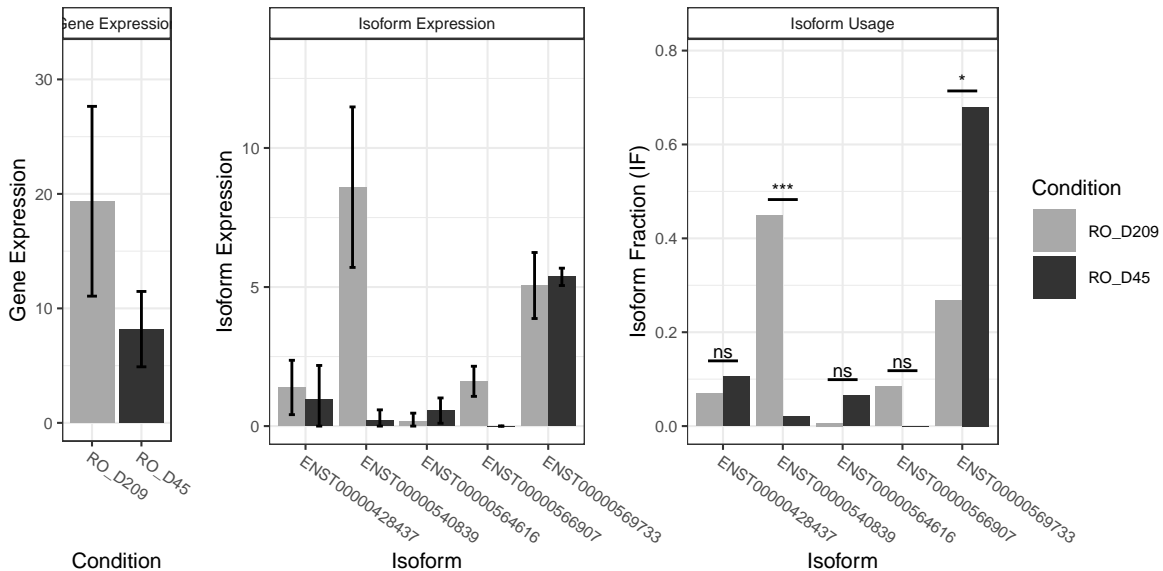 Gene Expression
Isoform Expression
Isoform Usage
Gene Expression
30
20
10
0
RO_D209
RO_D45
Condition
Isoform Expression
10
5
0
ENST00000428437
ENST00000540839
ENST00000564616
ENST00000566907
ENST00000569733
Isoform
Isoform Fraction (IF)
0.8
0.6
0.4
0.2
0.0
ns
***
ns
ns
*
ENST00000428437
ENST00000540839
ENST00000564616
ENST00000566907
ENST00000569733
Isoform
Condition
RO_D209
RO_D45